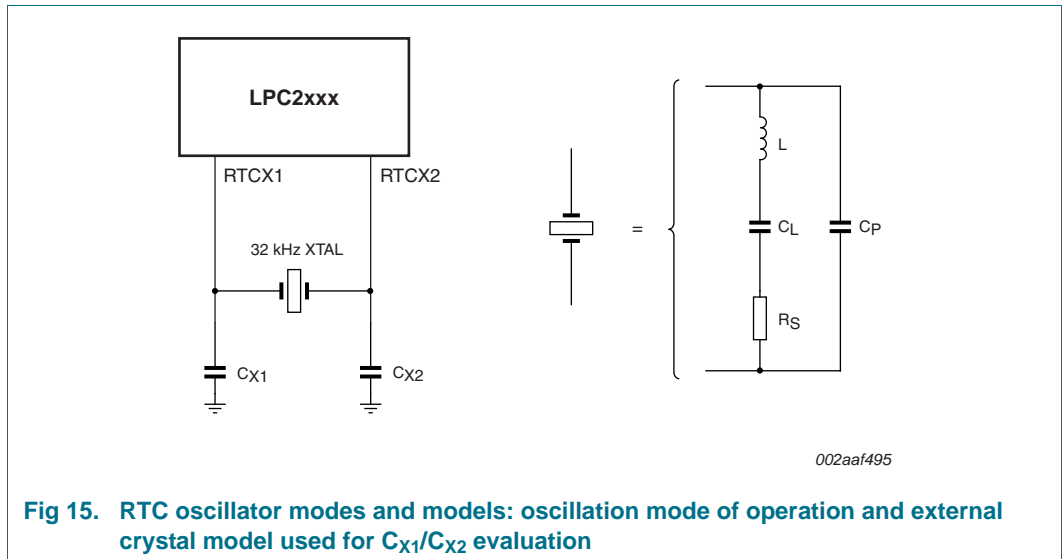 LPC2xxx
RTCX1
RTCX2
32 kHz XTAL
CX1
CX2
=
L
CL
CP
RS
002aaf495
Fig 15. RTC oscillator modes and models: oscillation mode of operation and external
crystal model used for CX1/CX2 evaluation